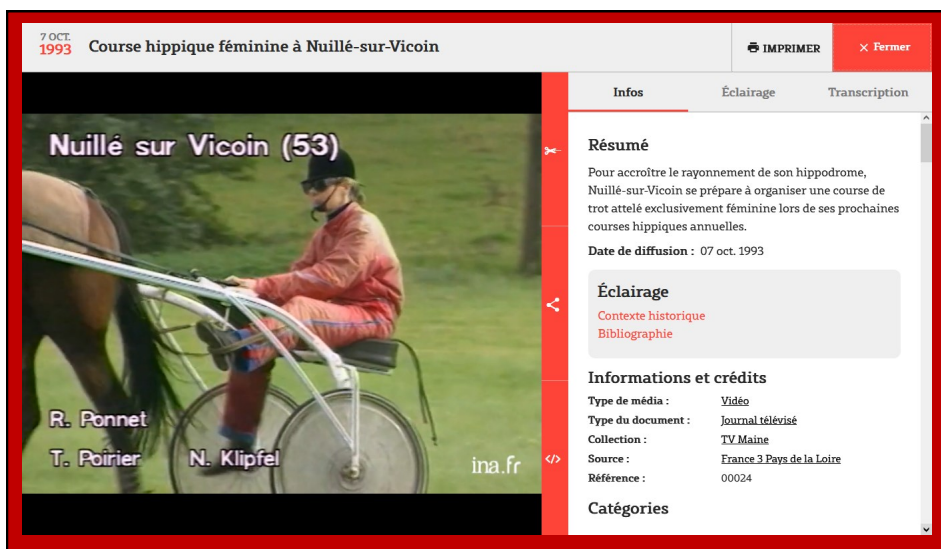 7 OCT.
1993
Course hippique féminine à Nuillé-sur-Vicoin
IMPRIMER
× Fermer
Nuillé sur Vicoin (53)
R. Ponnet
T. Poirier N. Klipfel
ina.fr
</>
Infos Éclairage Transcription
Résumé
Pour accroître le rayonnement de son hippodrome,
Nuillé-sur-Vicoin se prépare à organiser une course de
trot attelé exclusivement féminine lors de ses prochaines
courses hippiques annuelles.
Date de diffusion : 07 oct. 1993
Éclairage
Contexte historique
Bibliographie
Informations et crédits
Type de média : Vidéo
Type du document : Journal télévisé
Collection : TV Maine
Source : France 3 Pays de la Loire
Référence : 00024
Catégories